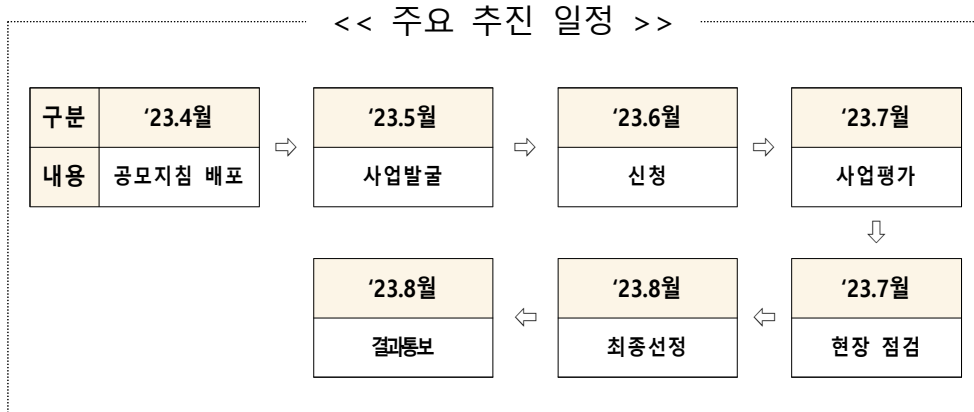 << 주요 추진 일정 >>
구분 ‘23.4월 ‘23.5월 ‘23.6월 ‘23.7월
내용 공모지침 배포 ⇨ 사업발굴 ⇨ 신청 ⇨ 사업평가
⇩
‘23.8월 ‘23.8월 ‘23.7월
결과통보 ⇦ 최종선정 ⇦ 현장 점검